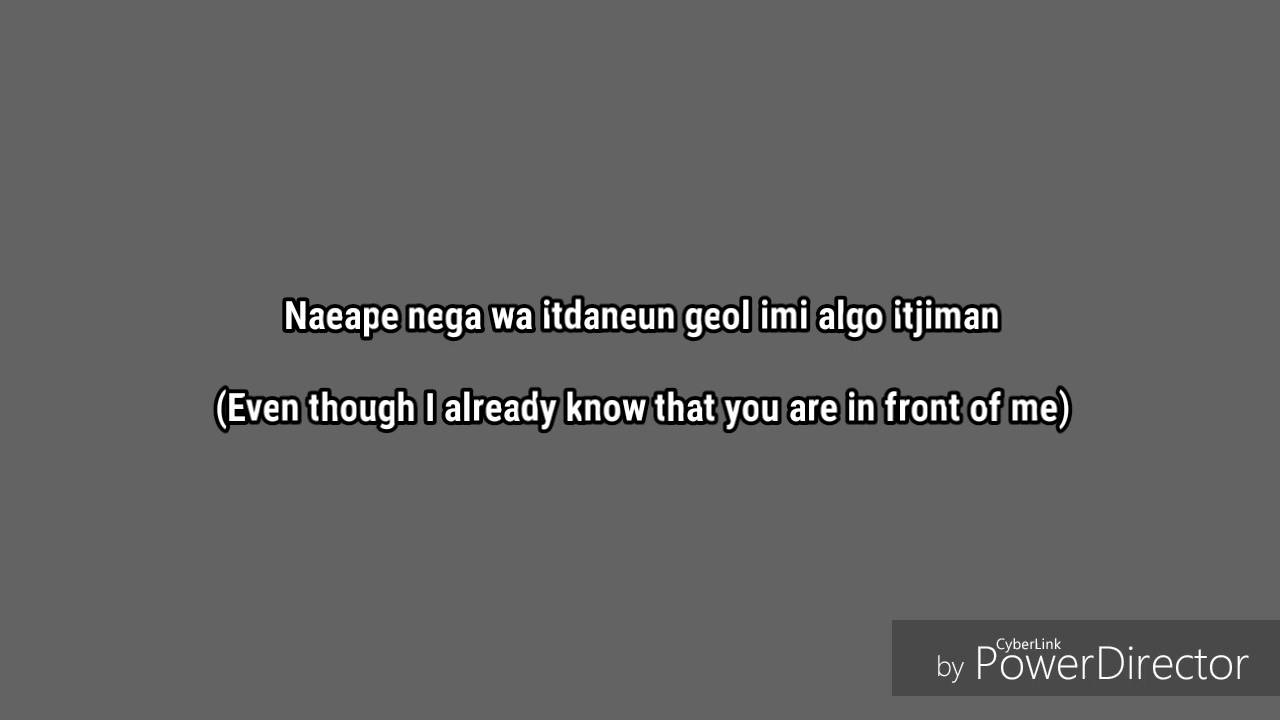 Naeape nega wa itdaneun geol imi algo itjiman
(Even though I already know that you are in front of me)
CyberLink
by PowerDirector